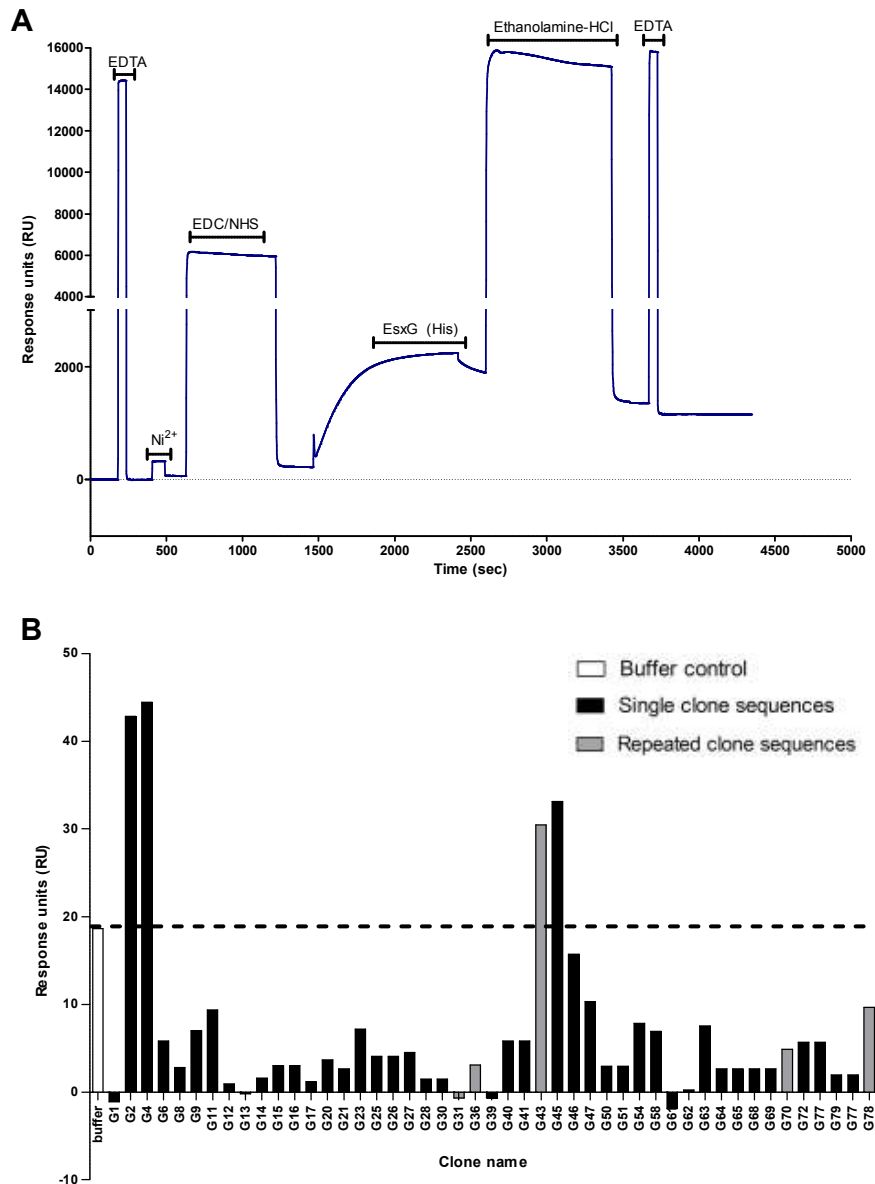 A
EDTA
Ethanolamine-HCl
EDTA
16000
14000
12000
10000
8000
6000
4000
2000
0
EDC/NHS
EsxG (His)
Ni2+
Response units (RU)
0 500 1000 1500 2000 2500 3000 3500 4000 4500 5000
Time (sec)
B
50
40
30
20
10
0
-10
Response units (RU)
Buffer control
Single clone sequences
Repeated clone sequences
buffer G1 G2 G4 G6 G8 G9 G11 G12 G13 G14 G15 G16 G17 G20 G21 G23 G25 G26 G27 G28 G30 G31 G36 G39 G40 G41 G43 G45 G46 G47 G50 G51 G54 G58 G61 G62 G63 G64 G65 G68 G69 G70 G72 G77 G79 G77 G78
Clone name